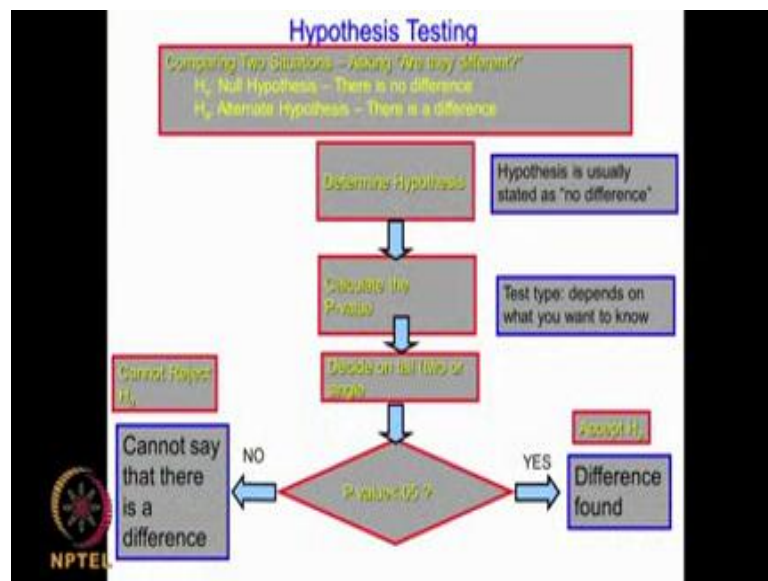 Hypothesis Testing
Comparing Two Situations – Asking "Are they different?"
H₀ Null Hypothesis – There is no difference
Hₐ Alternate Hypothesis – There is a difference
Determine Hypothesis
Hypothesis is usually
stated as "no difference"
Calculate the
P-value
Test type: depends on
what you want to know
Decide on tail (two or
single)
Cannot Reject
H₀
Accept Hₐ
Cannot say
that there
is a
difference
NO
P value<.05 ?
YES
Difference
found
NPTEL